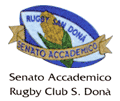 RUGBY SAN DONÀ
SENATO ACCADEMICO
Senato Accademico
Rugby Club S. Donà